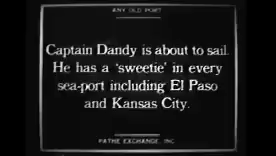 ANY OLD PORT
Captain Dandy is about to sail.
He has a 'sweetie' in every
sea-port including El Paso
and Kansas City.
PATHE EXCHANGE, INC.